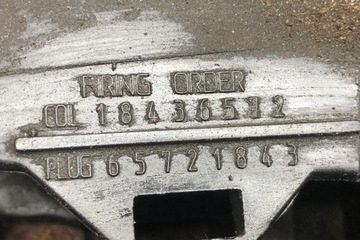 FIRING ORDER
COL 18436572
PLUG 65721843